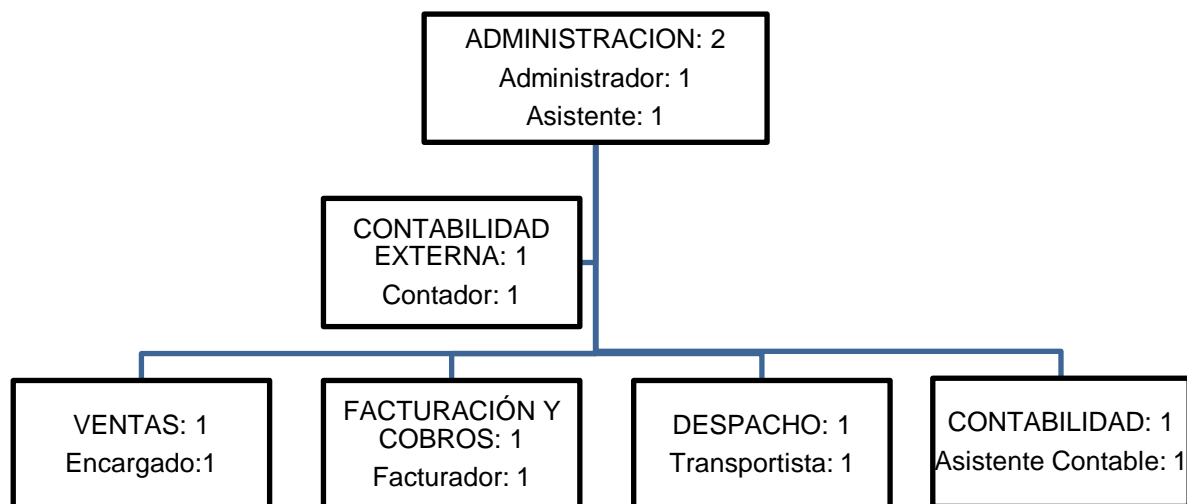 ADMINISTRACION: 2
Administrador: 1
Asistente: 1
CONTABILIDAD
EXTERNA: 1
Contador: 1
VENTAS: 1
Encargado:1
FACTURACIÓN Y
COBROS: 1
Facturador: 1
DESPACHO: 1
Transportista: 1
CONTABILIDAD: 1
Asistente Contable: 1